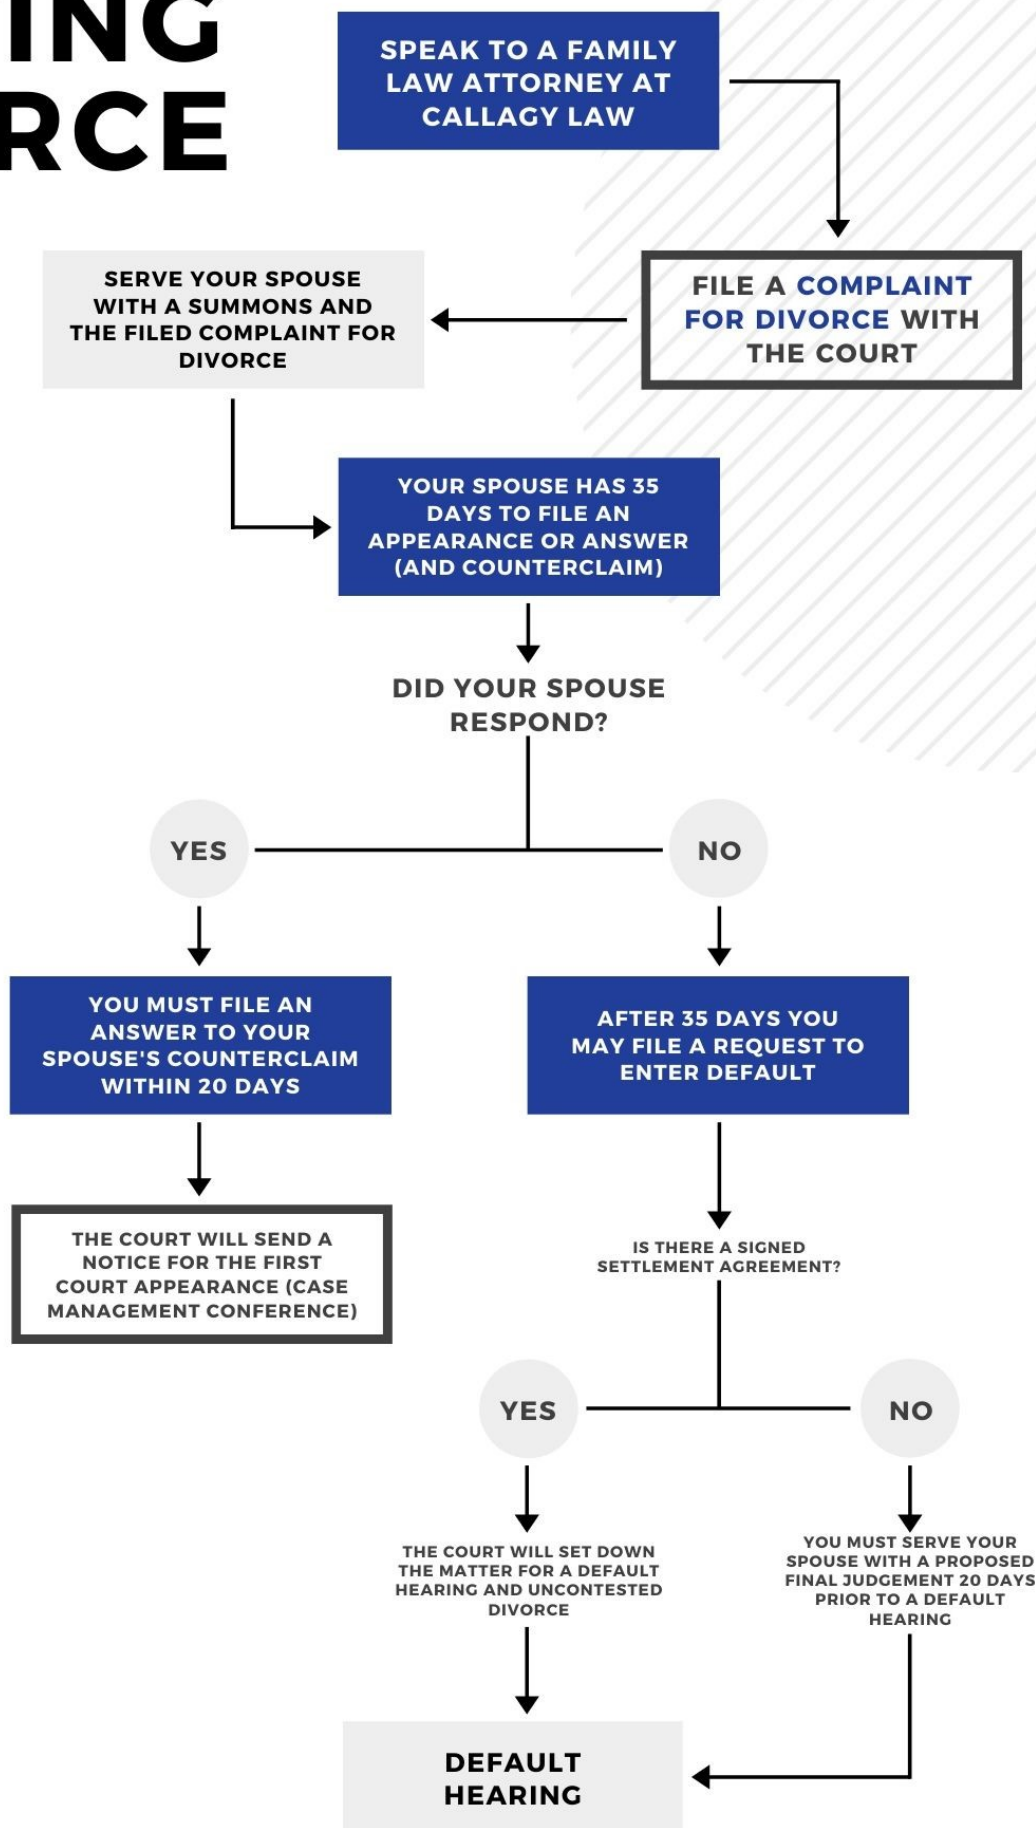 ING
RCE
SPEAK TO A FAMILY
LAW ATTORNEY AT
CALLAGY LAW
FILE A COMPLAINT
FOR DIVORCE WITH
THE COURT
SERVE YOUR SPOUSE
WITH A SUMMONS AND
THE FILED COMPLAINT FOR
DIVORCE
YOUR SPOUSE HAS 35
DAYS TO FILE AN
APPEARANCE OR ANSWER
(AND COUNTERCLAIM)
DID YOUR SPOUSE
RESPOND?
YES
NO
YOU MUST FILE AN
ANSWER TO YOUR
SPOUSE'S COUNTERCLAIM
WITHIN 20 DAYS
AFTER 35 DAYS YOU
MAY FILE A REQUEST TO
ENTER DEFAULT
THE COURT WILL SEND A
NOTICE FOR THE FIRST
COURT APPEARANCE (CASE
MANAGEMENT CONFERENCE)
IS THERE A SIGNED
SETTLEMENT AGREEMENT?
YES
NO
THE COURT WILL SET DOWN
THE MATTER FOR A DEFAULT
HEARING AND UNCONTESTED
DIVORCE
YOU MUST SERVE YOUR
SPOUSE WITH A PROPOSED
FINAL JUDGEMENT 20 DAYS
PRIOR TO A DEFAULT
HEARING
DEFAULT
HEARING